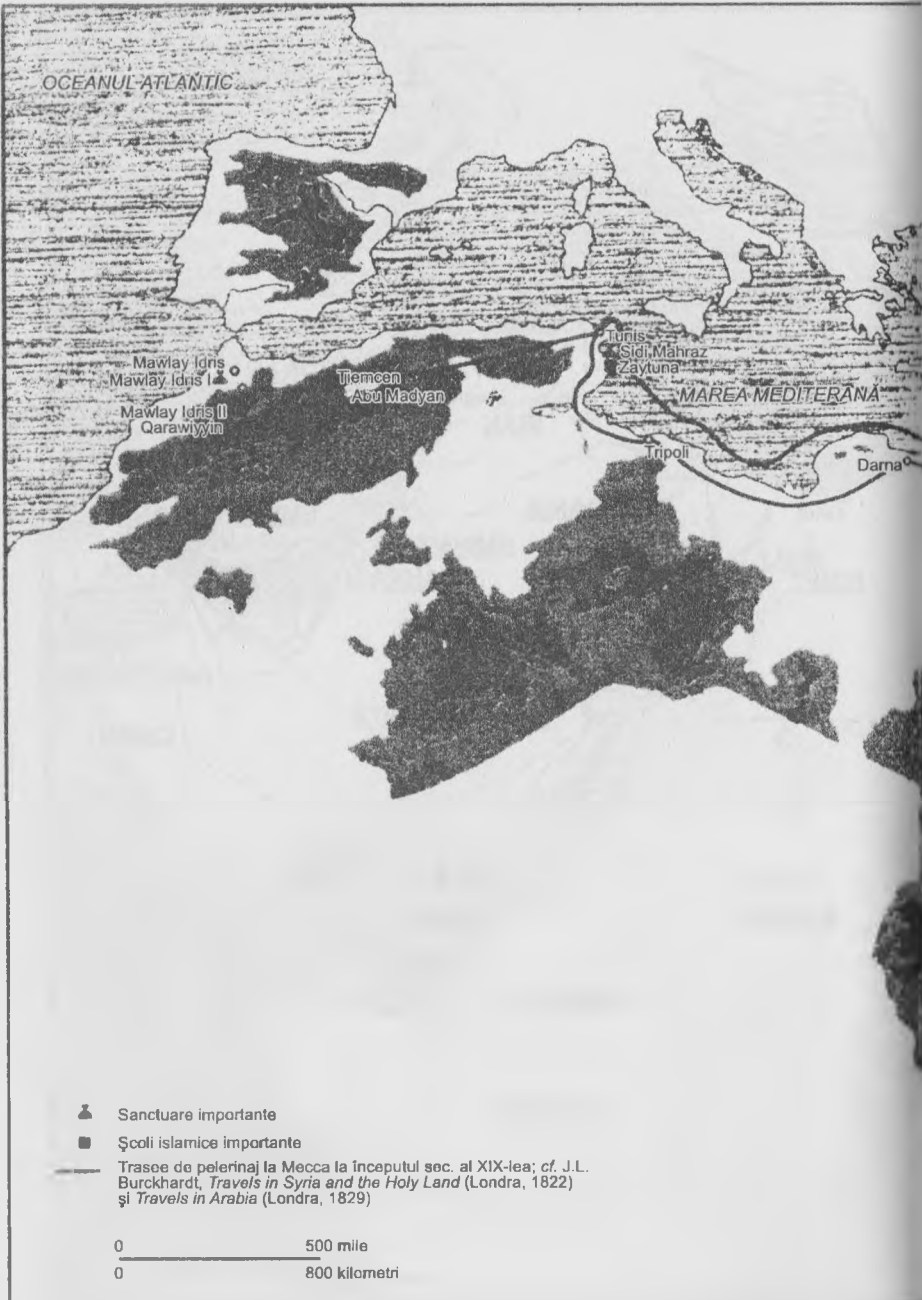 OCEANUL ATLANTIC
Mawlay Idris
Mawlay Idris I
Mawlay Idris II
Qarawiyyin
Tlemcen
Abu Madyan
Tunis
Sidi Mahraz
Zaytuna
MAREA MEDITERANĂ
Tripoli
Darna
Sanctuare importante
Școli islamice importante
Trasee de pelerinaj la Mecca la începutul sec. al XIX-lea; cf. J.L.
Burckhardt, Travels in Syria and the Holy Land (Londra, 1822)
și Travels in Arabia (Londra, 1829)
0 500 mile
0 800 kilometri